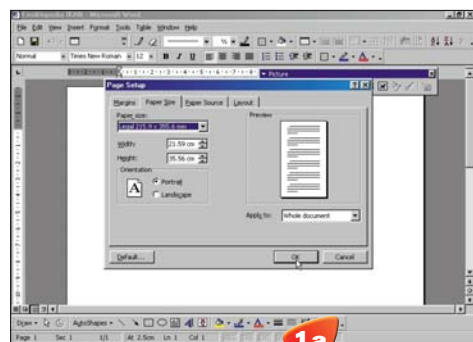 Microsoft Word
File Edit View Insert Format Tools Table Window Help
Normal Times New Roman 12 B I U
Picture
Page Setup
Margins Paper Size Paper Source Layout
Paper size:
Legal 215.9 x 355.6 mm
Width: 21.59 cm
Height: 35.56 cm
Orientation
A
Portrait
Landscape
Preview
Apply to: Whole document
Default... OK Cancel
Draw AutoShapes
Page 1 Sec 1 1/1 At 2.5cm Ln 1 Col 1
1a